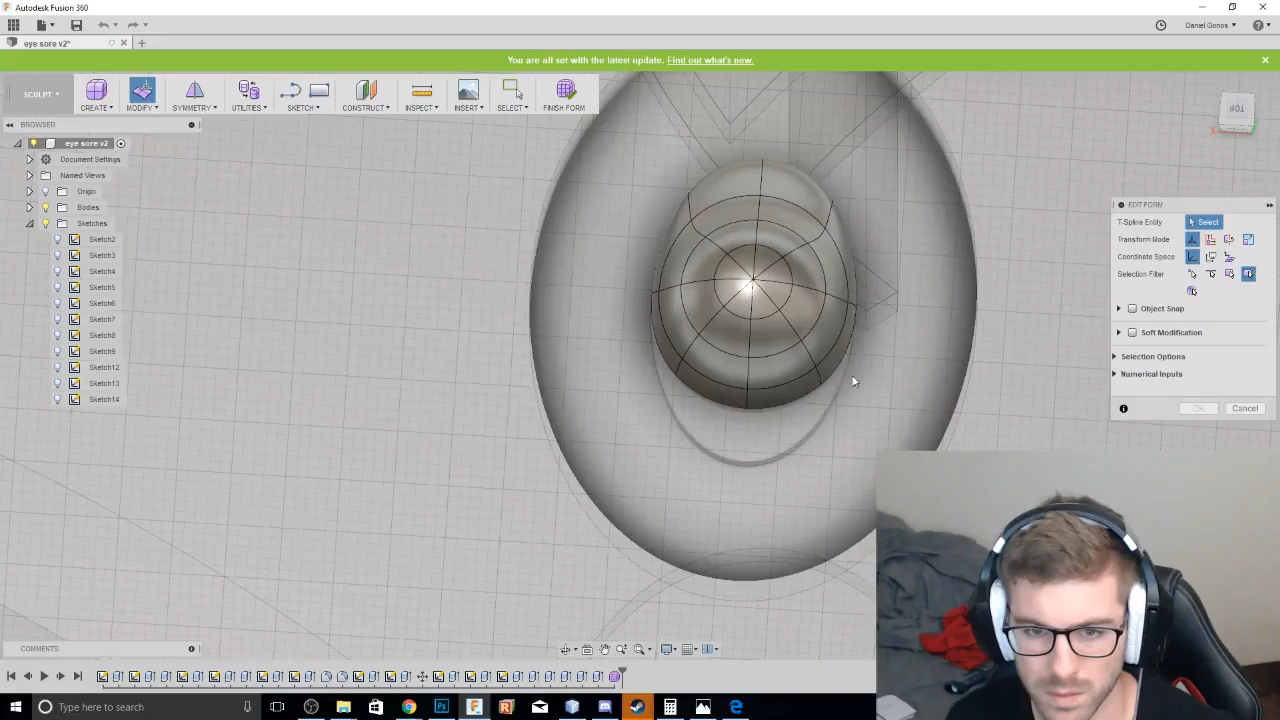 Autodesk Fusion 360
Daniel Gonos
eye sore v2*
You are all set with the latest update. Find out what's new.
SCULPT
CREATE
MODIFY
SYMMETRY
UTILITIES
SKETCH
CONSTRUCT
INSPECT
INSERT
SELECT
FINISH FORM
BROWSER
eye sore v2
Document Settings
Named Views
Origin
Bodies
Sketches
Sketch2
Sketch3
Sketch4
Sketch5
Sketch6
Sketch7
Sketch8
Sketch9
Sketch12
Sketch13
Sketch14
TOP
X
EDIT FORM
T-Spline Entity
Select
Transform Mode
Coordinate Space
Selection Filter
Object Snap
Soft Modification
Selection Options
Numerical Inputs
OK
Cancel
COMMENTS
Type here to search
Ps